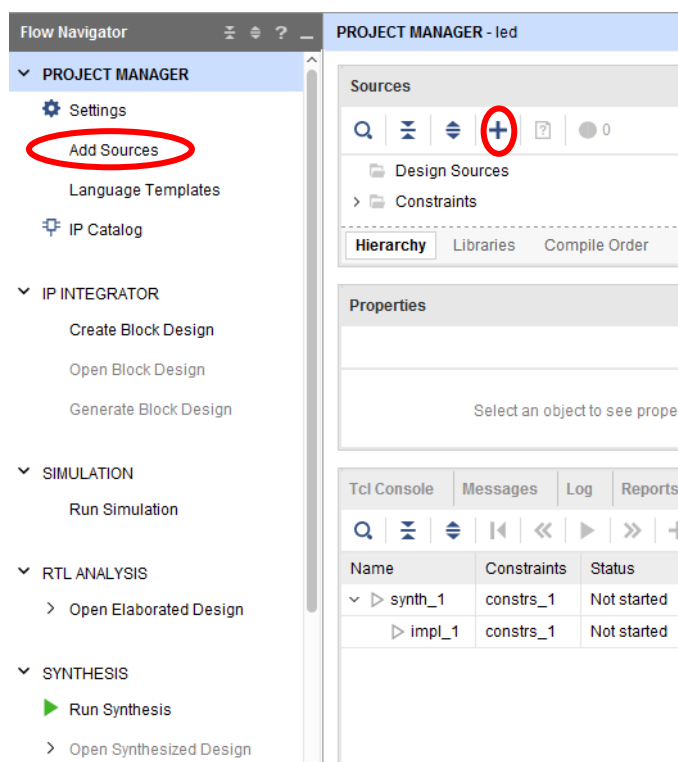 Flow Navigator ? _
PROJECT MANAGER
Settings
Add Sources
Language Templates
IP Catalog
IP INTEGRATOR
Create Block Design
Open Block Design
Generate Block Design
SIMULATION
Run Simulation
RTL ANALYSIS
Open Elaborated Design
SYNTHESIS
Run Synthesis
Open Synthesized Design
PROJECT MANAGER - led
Sources
? 0
Design Sources
Constraints
Hierarchy Libraries Compile Order
Properties
Select an object to see prope
Tcl Console Messages Log Reports
Name Constraints Status
synth_1 constrs_1 Not started
impl_1 constrs_1 Not started